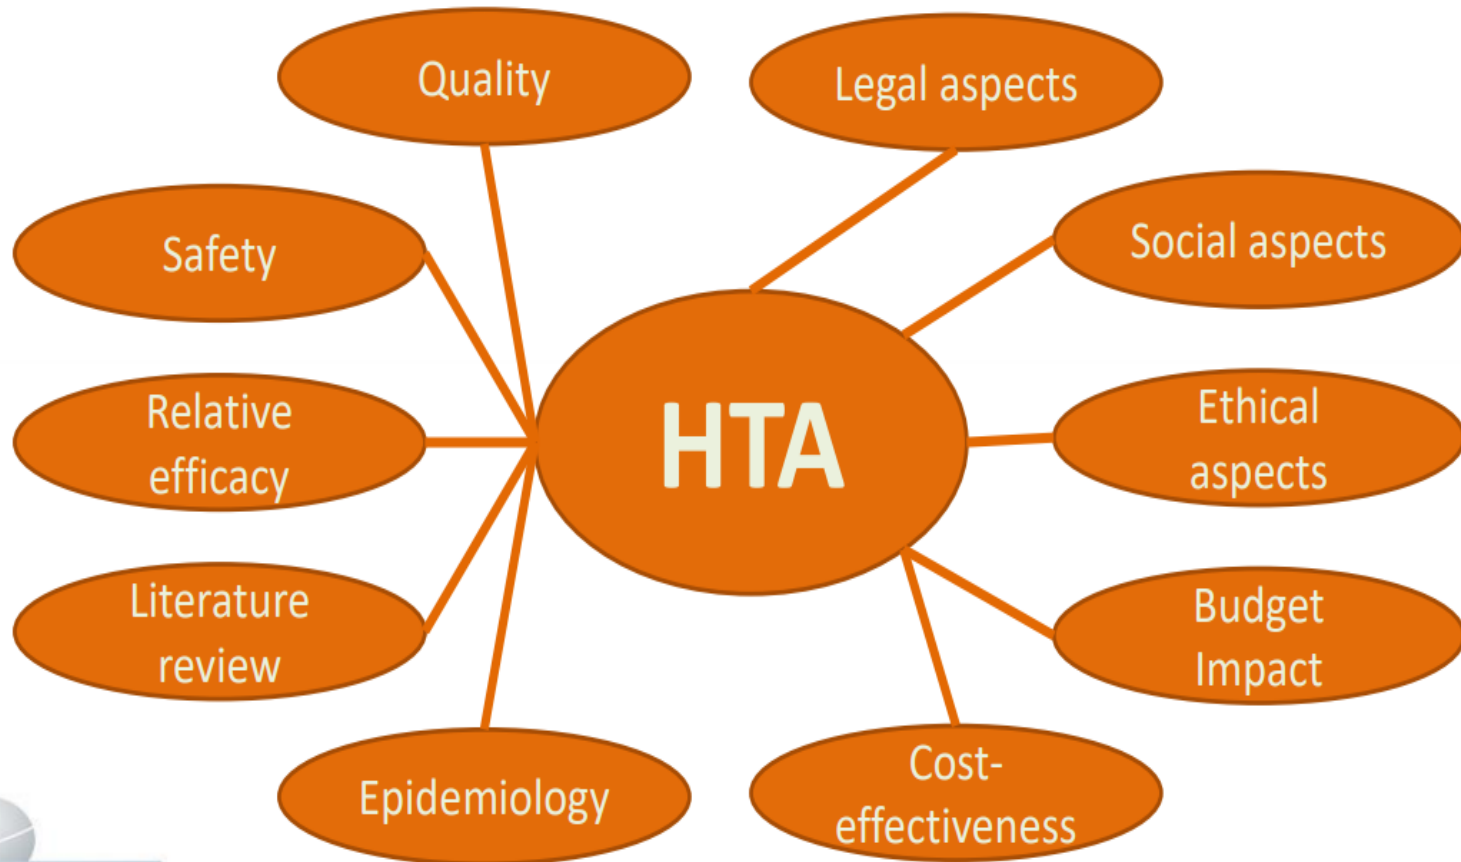 Quality
Legal aspects
Safety
Social aspects
Relative
efficacy
HTA
Ethical
aspects
Literature
review
Budget
Impact
Epidemiology
Cost-
effectiveness